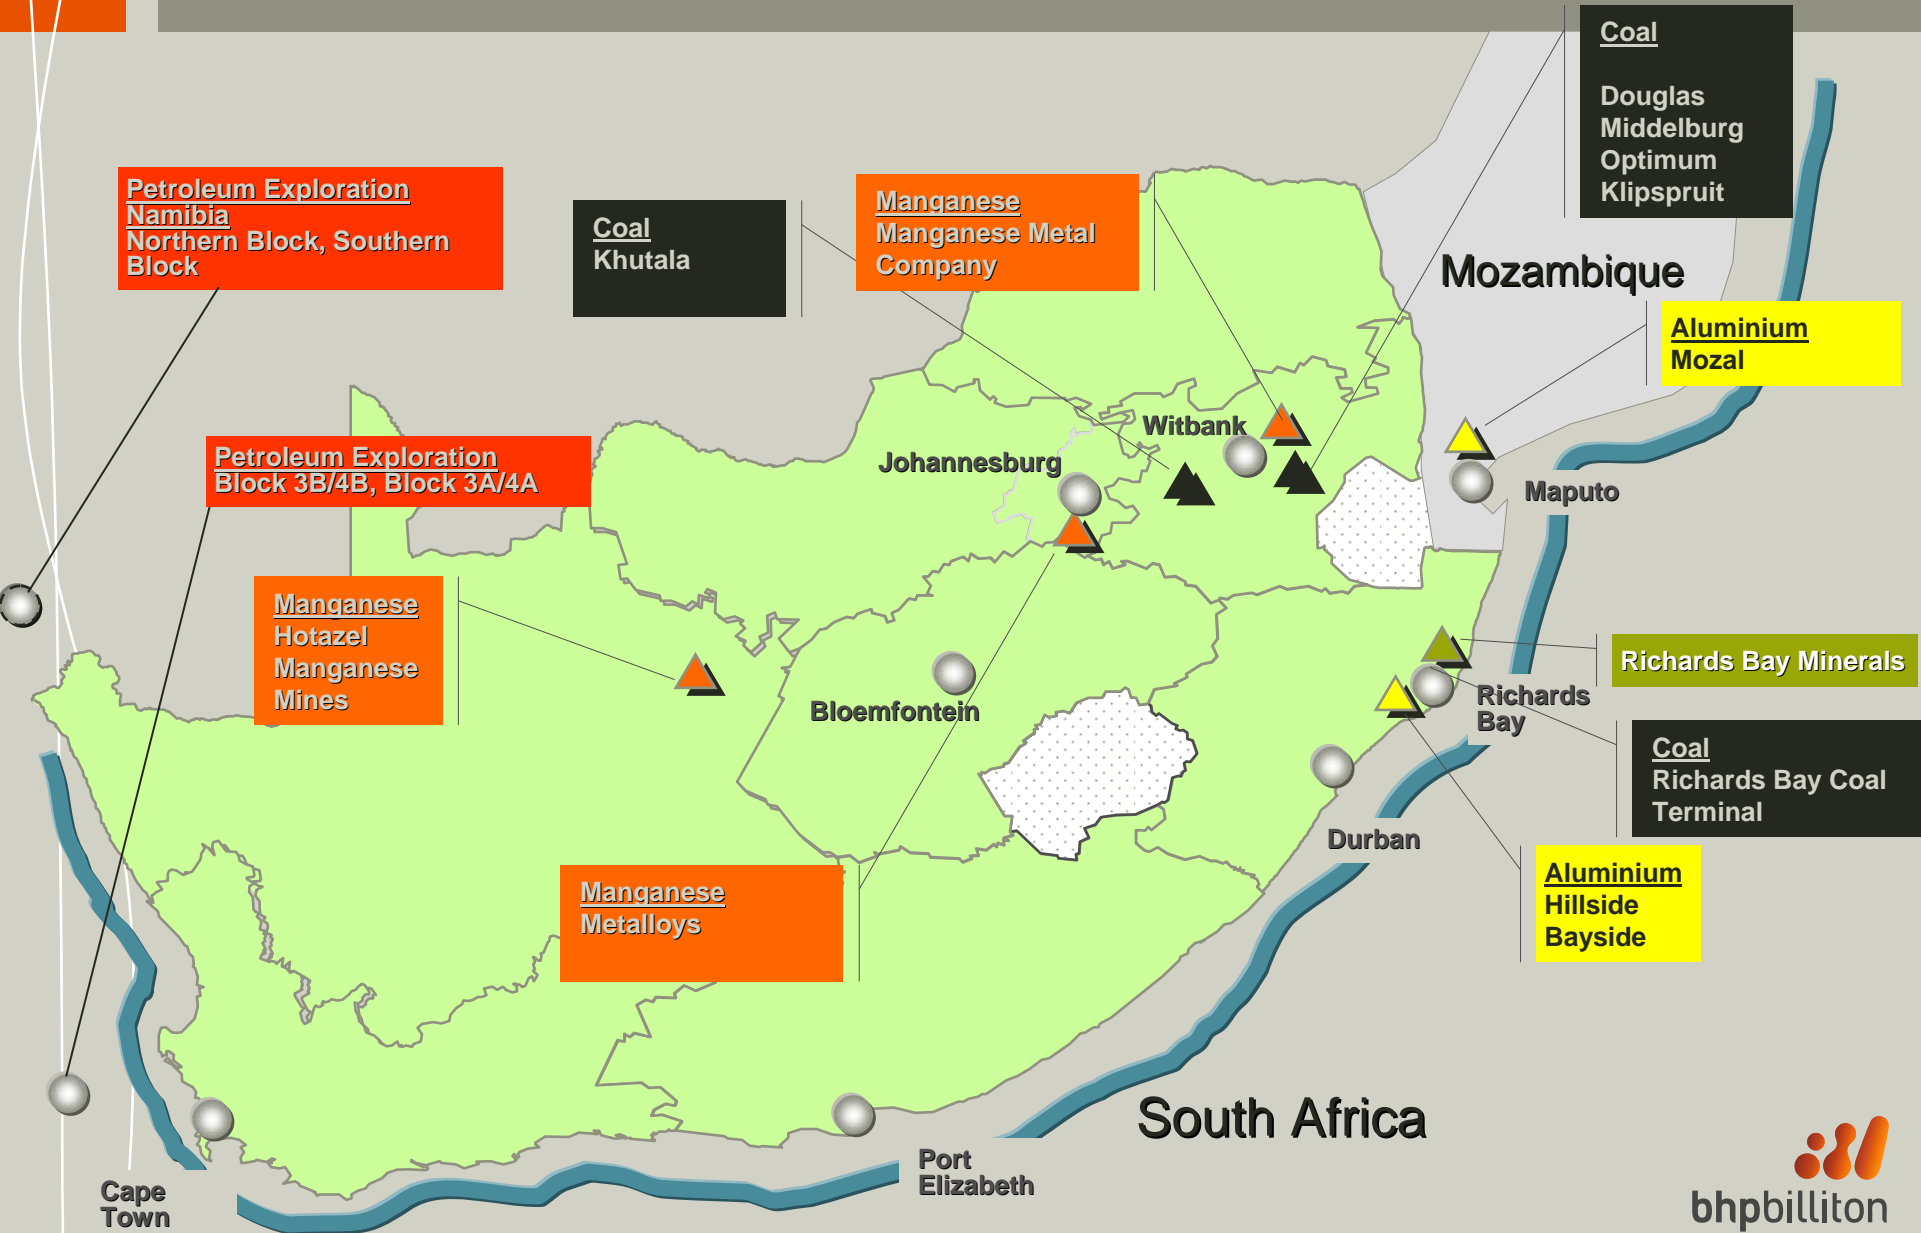 Coal
Douglas
Middelburg
Optimum
Klipspruit
Petroleum Exploration
Namibia
Northern Block, Southern
Block
Coal
Khutala
Manganese
Manganese Metal
Company
Mozambique
Aluminium
Mozal
Witbank
Johannesburg
Petroleum Exploration
Block 3B/4B, Block 3A/4A
Maputo
Manganese
Hotazel
Manganese
Mines
Richards Bay Minerals
Bloemfontein
Richards
Bay
Coal
Richards Bay Coal
Terminal
Durban
Manganese
Metalloys
Aluminium
Hillside
Bayside
South Africa
Port
Elizabeth
Cape
Town
bhpbilliton